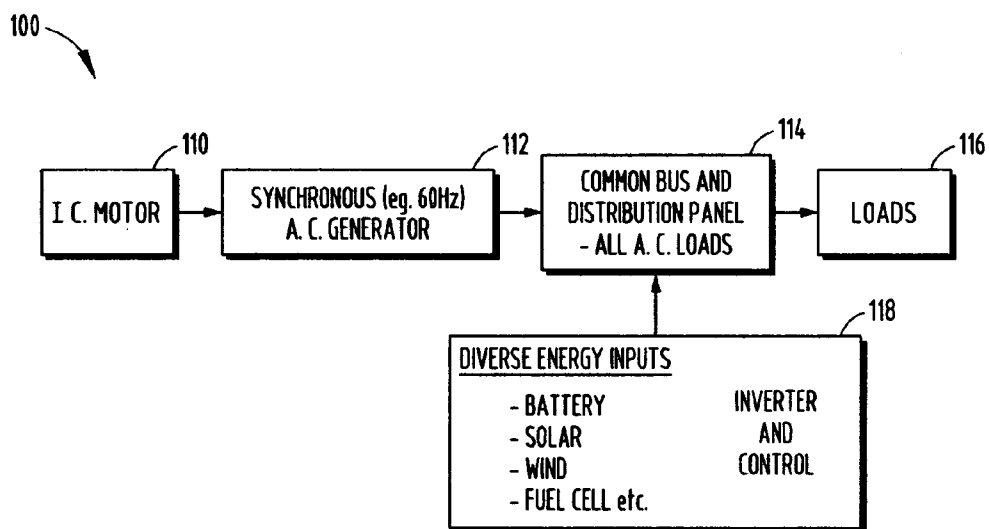 100
110
112
114
116
I.C. MOTOR
SYNCHRONOUS (eg. 60Hz)
A. C. GENERATOR
COMMON BUS AND
DISTRIBUTION PANEL
- ALL A. C. LOADS
LOADS
118
DIVERSE ENERGY INPUTS
- BATTERY
- SOLAR
- WIND
- FUEL CELL etc.
INVERTER
AND
CONTROL